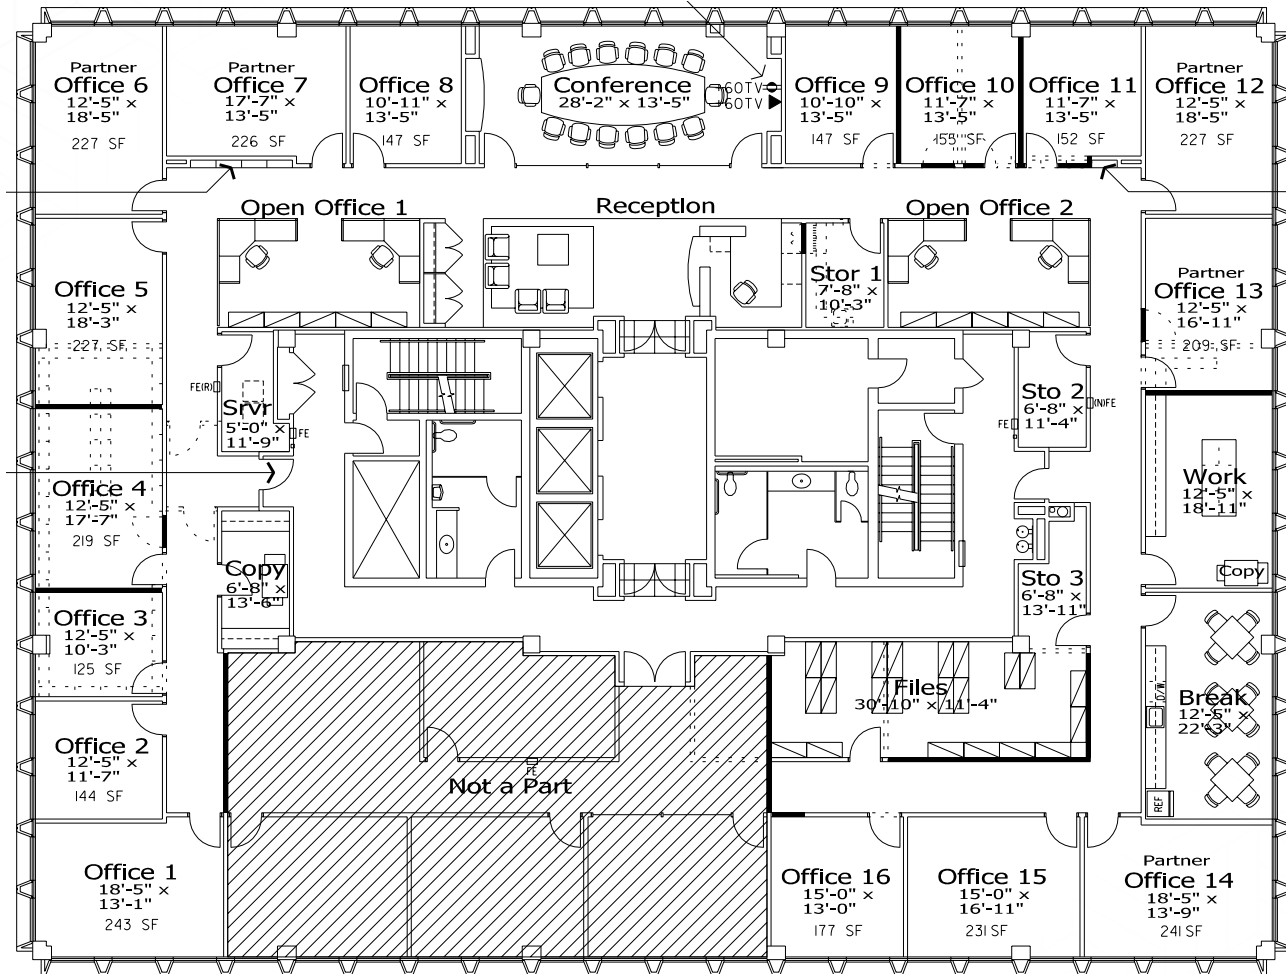 Partner
Office 6
12'-5" x
18'-5"
227 SF
Partner
Office 7
17'-7" x
13'-5"
226 SF
Office 8
10'-11" x
13'-5"
147 SF
Conference
28'-2" x 13'-5"
60TV
60TV
Office 9
10'-10" x
13'-5"
147 SF
Office 10
11'-7" x
13'-5"
155 SF
Office 11
11'-7" x
13'-5"
152 SF
Partner
Office 12
12'-5" x
18'-5"
227 SF
Open Office 1
Reception
Open Office 2
Office 5
12'-5" x
18'-3"
227 SF
Stor 1
7'-8" x
10'-3"
Partner
Office 13
12'-5" x
16'-11"
209 SF
FE(R)
Srvr
5'-0" x
11'-9"
FE
Sto 2
6'-8" x
11'-4"
FE
(N)FE
Office 4
12'-5" x
17'-7"
219 SF
Work
12'-5" x
18'-11"
Copy
Copy
6'-8" x
13'-6"
Sto 3
6'-8" x
13'-11"
Office 3
12'-5" x
10'-3"
125 SF
Files
30'-10" x 11'-4"
D/W
Break
12'-5" x
22'-3"
REF
Office 2
12'-5" x
11'-7"
144 SF
FE
Not a Part
Office 1
18'-5" x
13'-1"
243 SF
Office 16
15'-0" x
13'-0"
177 SF
Office 15
15'-0" x
16'-11"
231 SF
Partner
Office 14
18'-5" x
13'-9"
241 SF